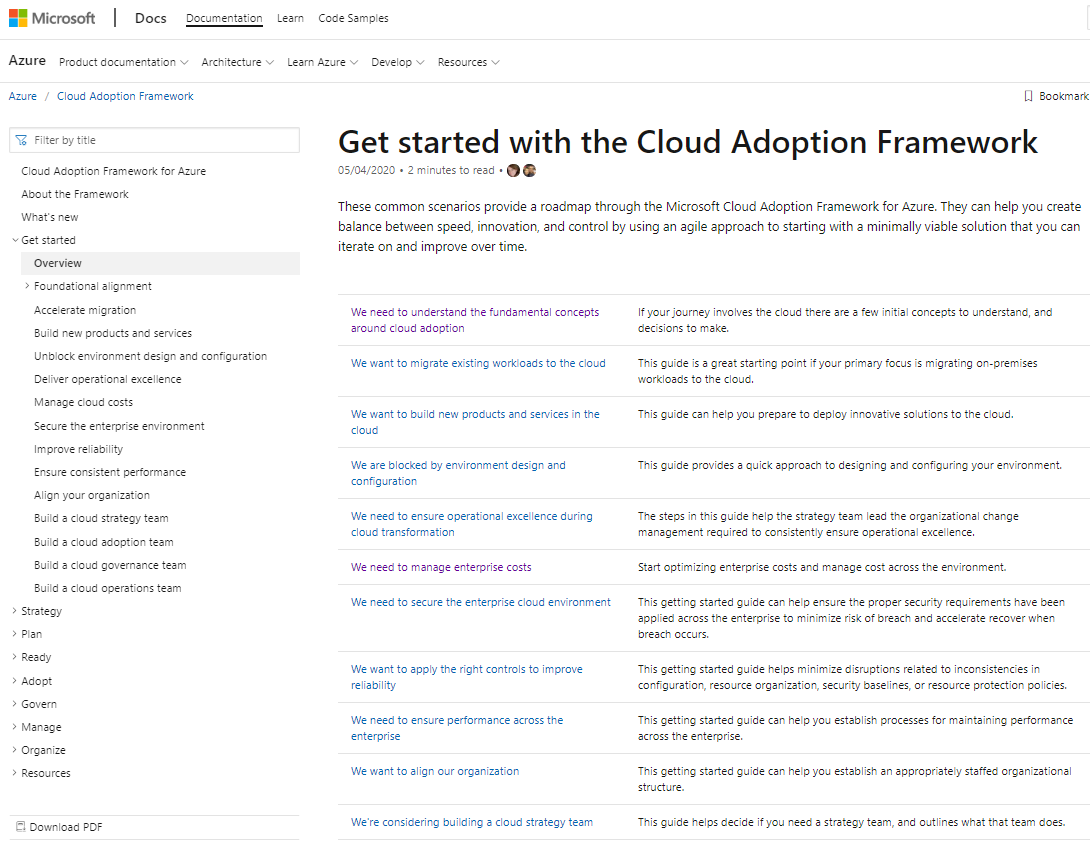 Microsoft
Docs
Documentation
Learn
Code Samples
Azure
Product documentation
Architecture
Learn Azure
Develop
Resources
Azure / Cloud Adoption Framework
Bookmark
Filter by title
Cloud Adoption Framework for Azure
About the Framework
What's new
Get started
Overview
Foundational alignment
Accelerate migration
Build new products and services
Unblock environment design and configuration
Deliver operational excellence
Manage cloud costs
Secure the enterprise environment
Improve reliability
Ensure consistent performance
Align your organization
Build a cloud strategy team
Build a cloud adoption team
Build a cloud governance team
Build a cloud operations team
Strategy
Plan
Ready
Adopt
Govern
Manage
Organize
Resources
Download PDF
Get started with the Cloud Adoption Framework
05/04/2020 • 2 minutes to read •
These common scenarios provide a roadmap through the Microsoft Cloud Adoption Framework for Azure. They can help you create
balance between speed, innovation, and control by using an agile approach to starting with a minimally viable solution that you can
iterate on and improve over time.
We need to understand the fundamental concepts
around cloud adoption
If your journey involves the cloud there are a few initial concepts to understand, and
decisions to make.
We want to migrate existing workloads to the cloud
This guide is a great starting point if your primary focus is migrating on-premises
workloads to the cloud.
We want to build new products and services in the
cloud
This guide can help you prepare to deploy innovative solutions to the cloud.
We are blocked by environment design and
configuration
This guide provides a quick approach to designing and configuring your environment.
We need to ensure operational excellence during
cloud transformation
The steps in this guide help the strategy team lead the organizational change
management required to consistently ensure operational excellence.
We need to manage enterprise costs
Start optimizing enterprise costs and manage cost across the environment.
We need to secure the enterprise cloud environment
This getting started guide can help ensure the proper security requirements have been
applied across the enterprise to minimize risk of breach and accelerate recover when
breach occurs.
We want to apply the right controls to improve
reliability
This getting started guide helps minimize disruptions related to inconsistencies in
configuration, resource organization, security baselines, or resource protection policies.
We need to ensure performance across the
enterprise
This getting started guide can help you establish processes for maintaining performance
across the enterprise.
We want to align our organization
This getting started guide can help you establish an appropriately staffed organizational
structure.
We're considering building a cloud strategy team
This guide helps decide if you need a strategy team, and outlines what that team does.